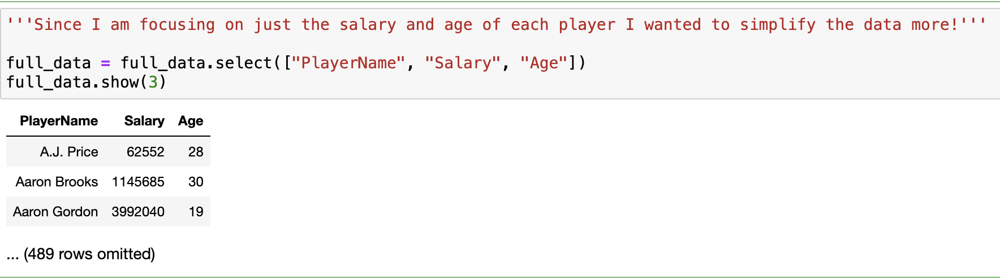 '''Since I am focusing on just the salary and age of each player I wanted to simplify the data more!'''
full_data = full_data.select(["PlayerName", "Salary", "Age"])
full_data.show(3)
PlayerName Salary Age
A.J. Price 62552 28
Aaron Brooks 1145685 30
Aaron Gordon 3992040 19
... (489 rows omitted)